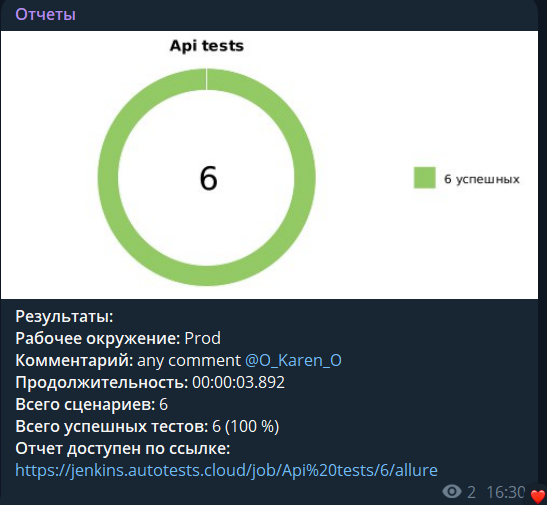 Отчеты
Api tests
6
6 успешных
Результаты:
Рабочее окружение: Prod
Комментарий: any comment @O_Karen_O
Продолжительность: 00:00:03.892
Всего сценариев: 6
Всего успешных тестов: 6 (100 %)
Отчет доступен по ссылке:
https://jenkins.autotests.cloud/job/Api%20tests/6/allure
2 16:30